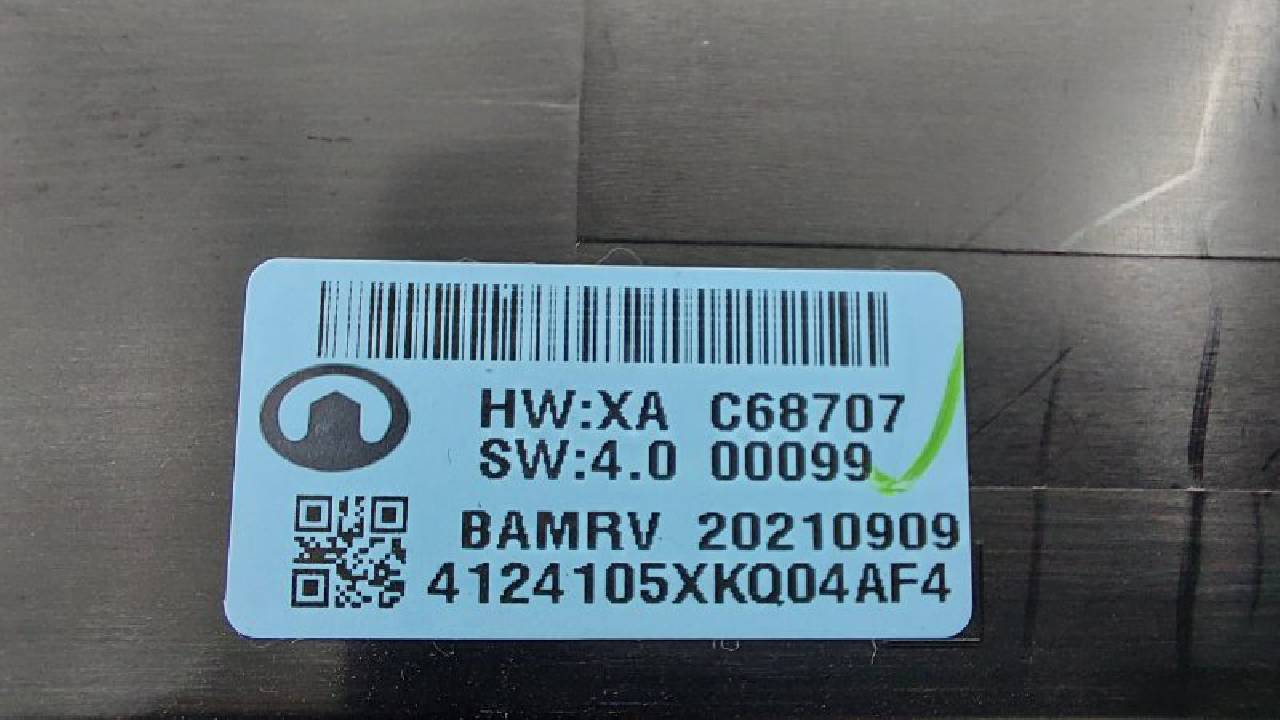 HW:XA C68707
SW:4.0 00099
BAMRV 20210909
4124105XKQ04AF4